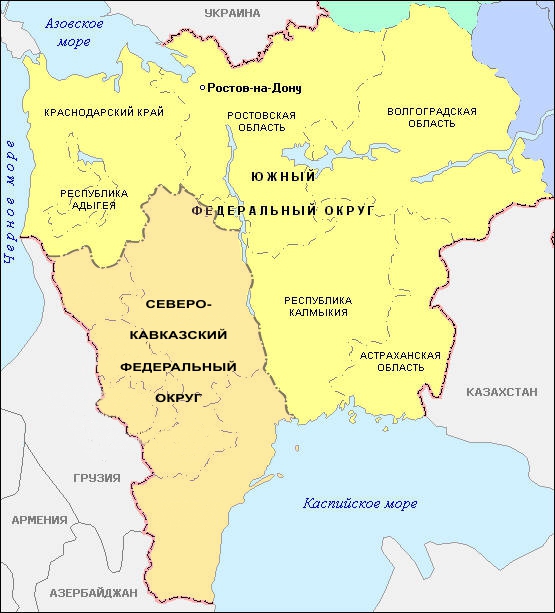 УКРАИНА
Азовское
море
Ростов-на-Дону
КРАСНОДАРСКИЙ КРАЙ
РОСТОВСКАЯ
ОБЛАСТЬ
ВОЛГОГРАДСКАЯ
ОБЛАСТЬ
Черное море
ЮЖНЫЙ
ФЕДЕРАЛЬНЫЙ ОКРУГ
РЕСПУБЛИКА
АДЫГЕЯ
СЕВЕРО-
КАВКАЗСКИЙ
ФЕДЕРАЛЬНЫЙ
ОКРУГ
РЕСПУБЛИКА
КАЛМЫКИЯ
АСТРАХАНСКАЯ
ОБЛАСТЬ
КАЗАХСТАН
ГРУЗИЯ
Каспийское море
АРМЕНИЯ
АЗЕРБАЙДЖАН